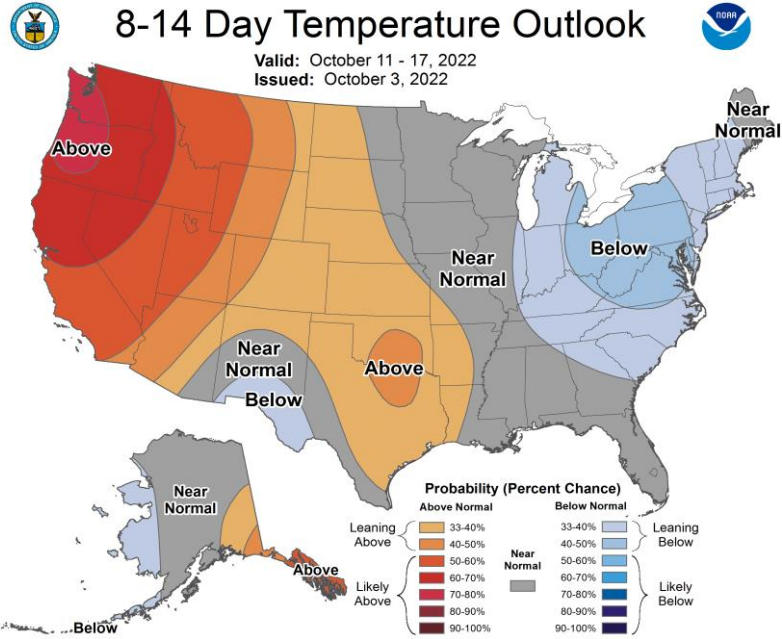 8-14 Day Temperature Outlook
NOAA
Valid: October 11 - 17, 2022
Issued: October 3, 2022
Above
Near
Normal
Below
Near
Normal
Near
Normal
Above
Below
Near
Normal
Above
Below
Probability (Percent Chance)
Above Normal
Below Normal
Leaning
Above
33-40%
40-50%
Likely
Above
50-60%
60-70%
70-80%
80-90%
90-100%
Near
Normal
33-40%
40-50%
Leaning
Below
50-60%
60-70%
70-80%
80-90%
90-100%
Likely
Below